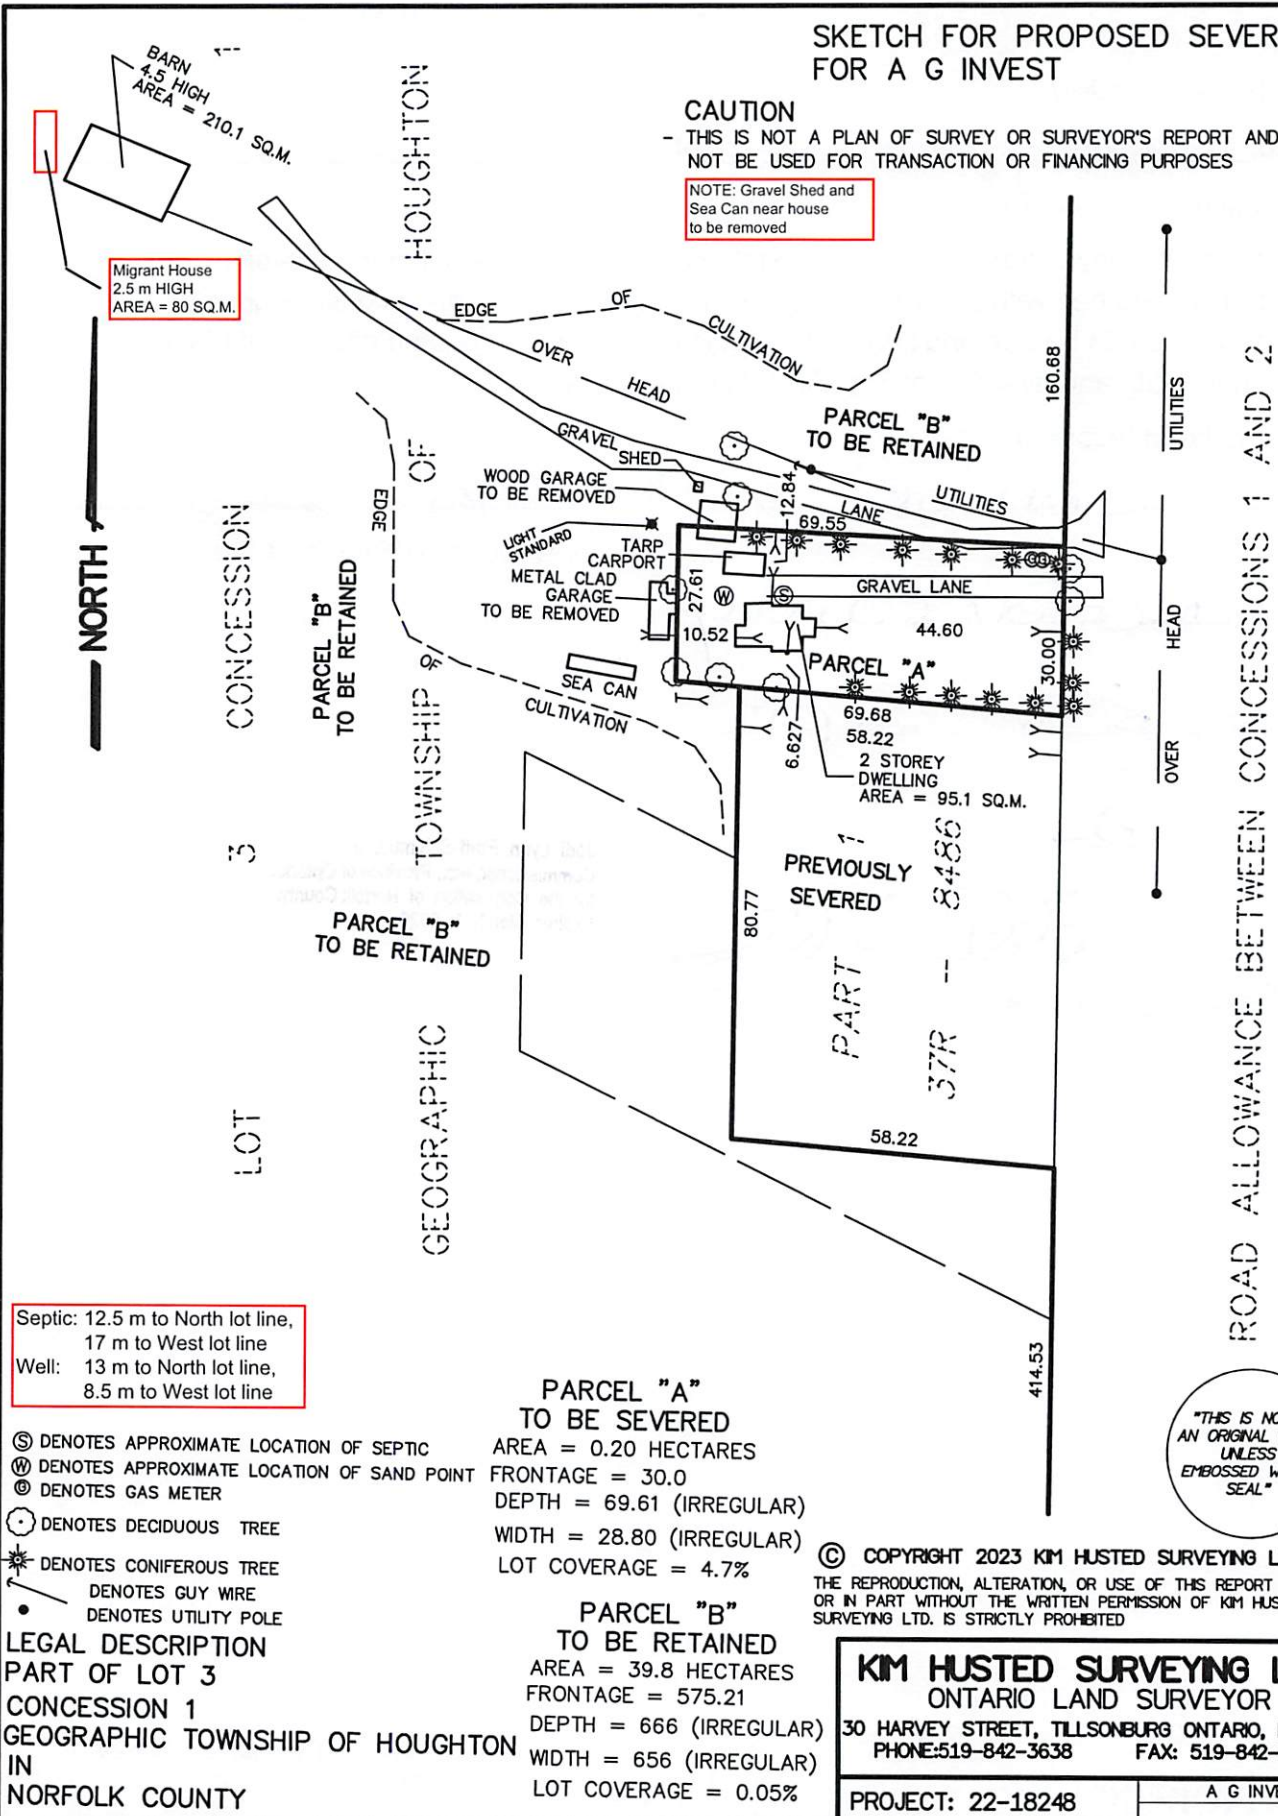 SKETCH FOR PROPOSED SEVER
FOR A G INVEST
CAUTION
- THIS IS NOT A PLAN OF SURVEY OR SURVEYOR'S REPORT AND
NOT BE USED FOR TRANSACTION OR FINANCING PURPOSES
NOTE: Gravel Shed and
Sea Can near house
to be removed
BARN
4.5 HIGH
AREA = 210.1 SQ.M.
1
Migrant House
2.5 m HIGH
AREA = 80 SQ.M.
NORTH
HOUGHTON
OF
TOWNSHIP
GEOGRAPHIC
CONCESSION
3
LOT
EDGE
OF
CULTIVATION
OVER
HEAD
UTILITIES
GRAVEL
LANE
SHED
WOOD GARAGE
TO BE REMOVED
PARCEL "B"
TO BE RETAINED
160.68
UTILITIES
HEAD
OVER
ROAD ALLOWANCE BETWEEN CONCESSIONS 1 AND 2
EDGE
OF
CULTIVATION
PARCEL "B"
TO BE RETAINED
LIGHT
STANDARD
TARP
CARPORT
METAL CLAD
GARAGE
TO BE REMOVED
SEA CAN
12.84
69.55
27.61
W
S
GG
GRAVEL LANE
10.52
44.60
30.00
PARCEL "A"
69.68
58.22
6.627
2 STOREY
DWELLING
AREA = 95.1 SQ.M.
PREVIOUSLY
SEVERED
PART 1
37R -- 8486
80.77
58.22
PARCEL "B"
TO BE RETAINED
414.53
Septic: 12.5 m to North lot line,
17 m to West lot line
Well: 13 m to North lot line,
8.5 m to West lot line
S DENOTES APPROXIMATE LOCATION OF SEPTIC
W DENOTES APPROXIMATE LOCATION OF SAND POINT
G DENOTES GAS METER
DENOTES DECIDUOUS TREE
DENOTES CONIFEROUS TREE
DENOTES GUY WIRE
DENOTES UTILITY POLE
LEGAL DESCRIPTION
PART OF LOT 3
CONCESSION 1
GEOGRAPHIC TOWNSHIP OF HOUGHTON
IN
NORFOLK COUNTY
PARCEL "A"
TO BE SEVERED
AREA = 0.20 HECTARES
FRONTAGE = 30.0
DEPTH = 69.61 (IRREGULAR)
WIDTH = 28.80 (IRREGULAR)
LOT COVERAGE = 4.7%
PARCEL "B"
TO BE RETAINED
AREA = 39.8 HECTARES
FRONTAGE = 575.21
DEPTH = 666 (IRREGULAR)
WIDTH = 656 (IRREGULAR)
LOT COVERAGE = 0.05%
"THIS IS NO
AN ORIGINAL
UNLESS
EMBOSSED W
SEAL"
© COPYRIGHT 2023 KIM HUSTED SURVEYING L
THE REPRODUCTION, ALTERATION, OR USE OF THIS REPORT
OR IN PART WITHOUT THE WRITTEN PERMISSION OF KIM HUS
SURVEYING LTD. IS STRICTLY PROHIBITED
KIM HUSTED SURVEYING L
ONTARIO LAND SURVEYOR
30 HARVEY STREET, TILLSONBURG ONTARIO,
PHONE:519-842-3638 FAX: 519-842-
PROJECT: 22-18248
A G INVE